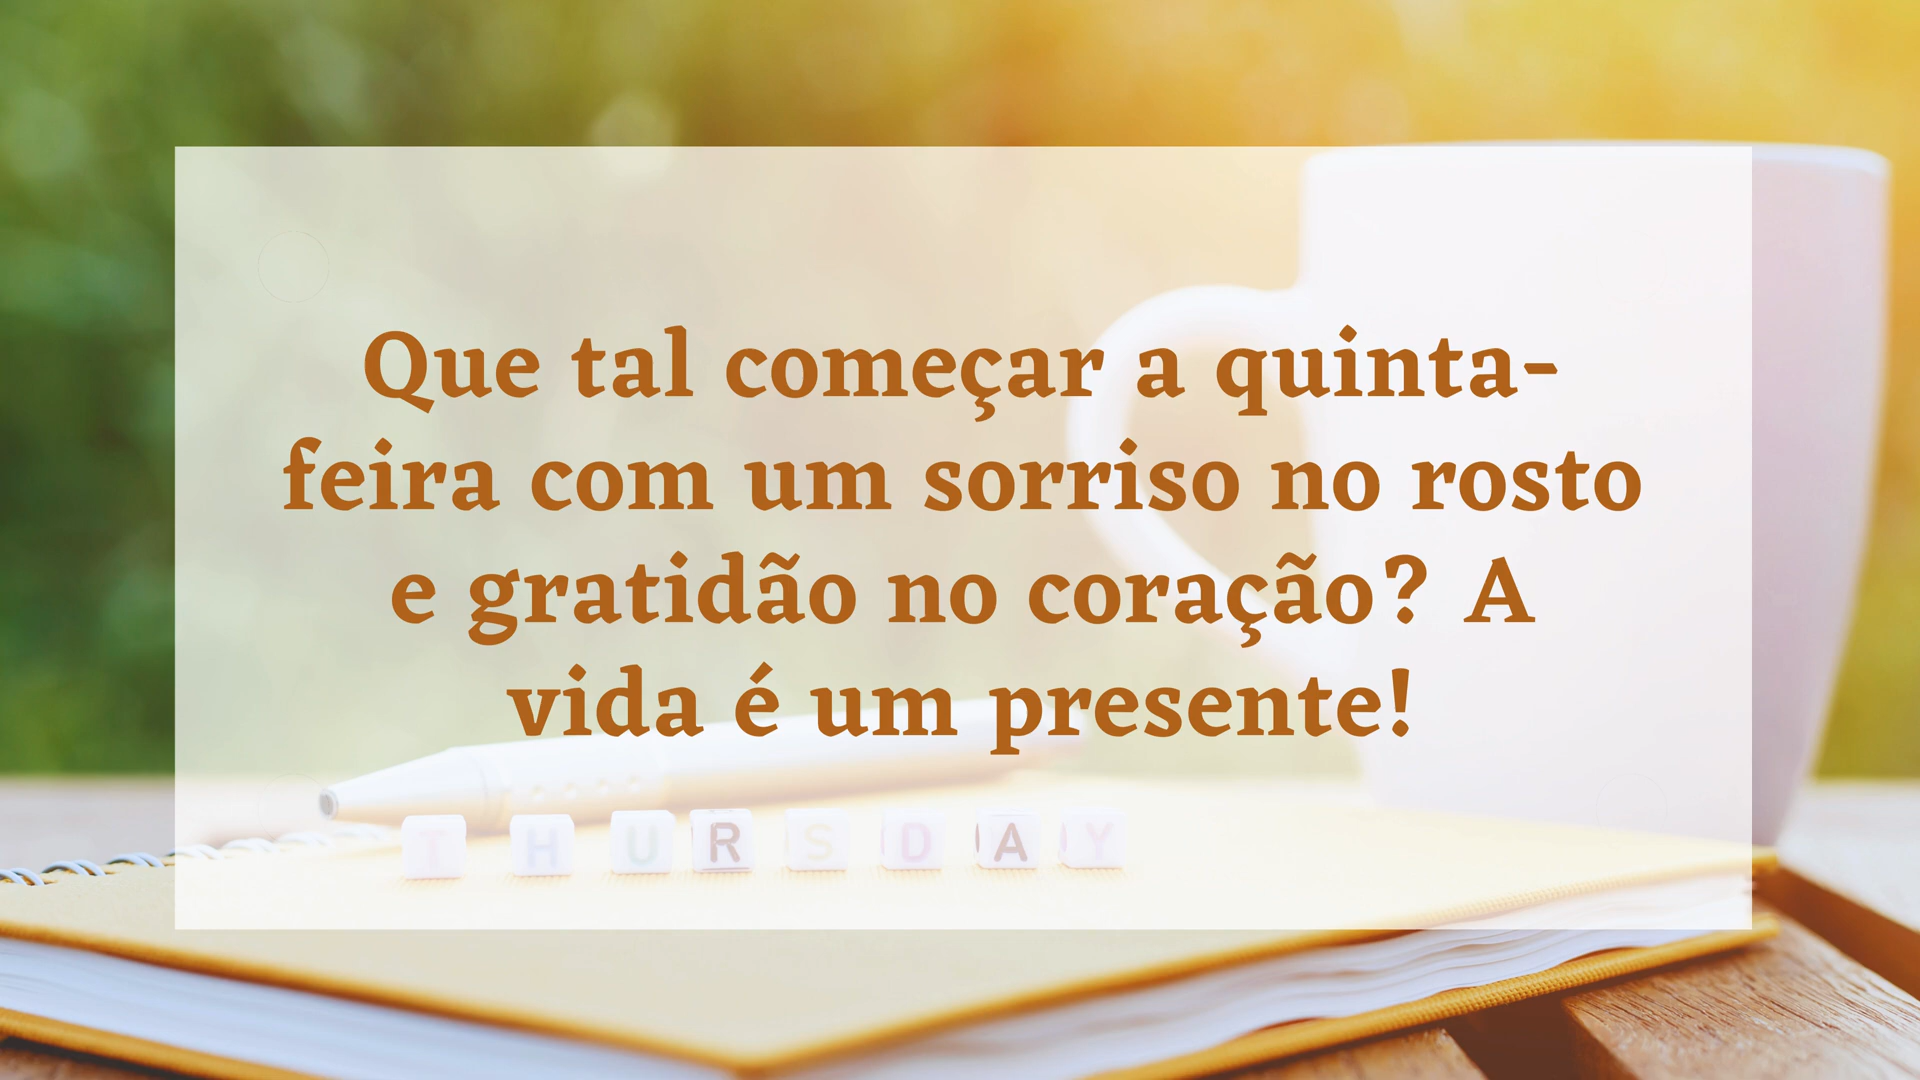 Que tal começar a quinta-
feira com um sorriso no rosto
e gratidão no coração? A
vida é um presente!
THURSDAY